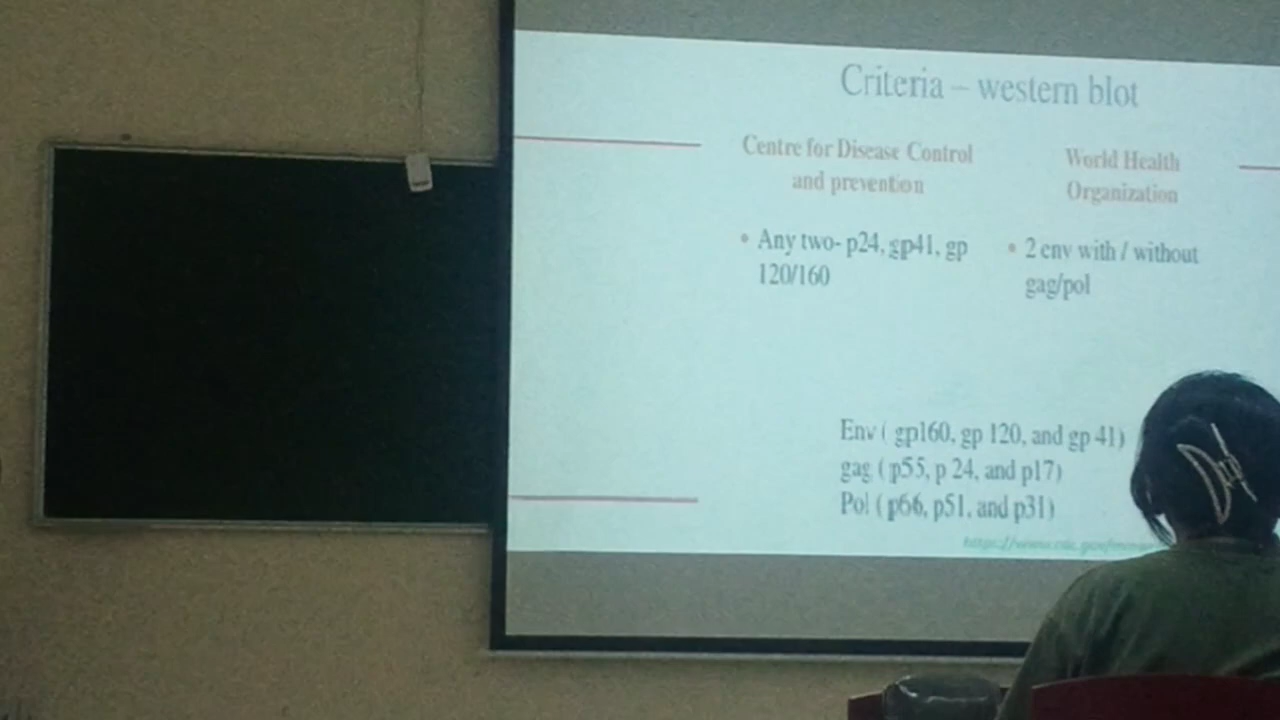 Criteria – western blot
Centre for Disease Control
and prevention
• Any two- p24, gp41, gp
120/160
World Health
Organization
• 2 env with / without
gag/pol
Env ( gp160, gp 120, and gp 41)
gag ( p55, p 24, and p17)
Pol ( p66, p51, and p31)